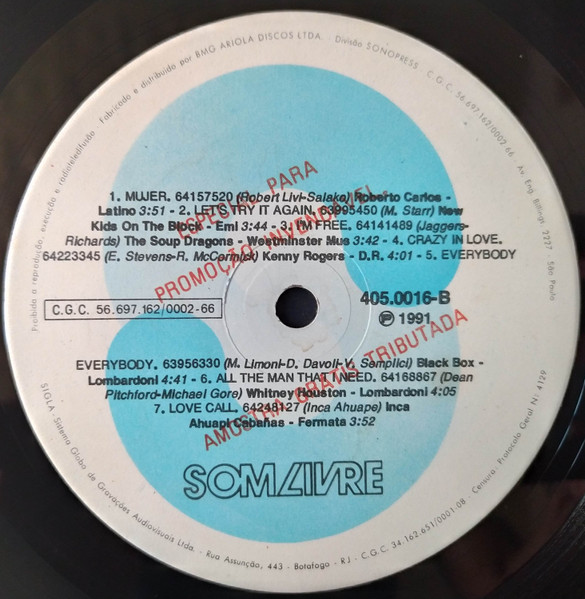 Proibida a reprodução, execução e radioteledifusão · Fabricado e distribuído por BMG ARIOLA DISCOS LTDA. · Divisão SONOPRESS · C.G.C. 56.697.162/0002-66 · Av. Eng. Billings 2227 - São Paulo
1. MUJER. 64157520 (Robert Livi-Salako) Roberto Carlos -
Latino 3:51 - 2. LET'S TRY IT AGAIN. 63995450 (M. Starr) New
Kids On The Block - Emi 3:44 - 3. I'M FREE. 64141489 (Jaggers-
Richards) The Soup Dragons - Westminster Mus 3:42 - 4. CRAZY IN LOVE.
64223345 (E. Stevens-R. McCormick) Kenny Rogers - D.R. 4:01 - 5. EVERYBODY
ESPECIAL PARA
PROMOÇÃO INVENDÁVEL.
C.G.C. 56.697.162/0002-66
405.0016-B
Ⓟ 1991
AMOSTRA GRATIS TRIBUTADA
EVERYBODY. 63956330 (M. Limoni-D. Davoli-V. Semplici) Black Box -
Lombardoni 4:41 - 6. ALL THE MAN THAT I NEED. 64168867 (Dean
Pitchford-Michael Gore) Whitney Houston - Lombardoni 4:05
7. LOVE CALL. 64248127 (Inca Ahuape) Inca
Ahuapi Cabañas - Fermata 3:52
SOM LIVRE
SIGLA - Sistema Globo de Gravações Audiovisuais Ltda. - Rua Assunção, 443 - Botafogo - RJ - C.G.C. 34.162.651/0001-08 - Censura - Protocolo Geral Nº 4129